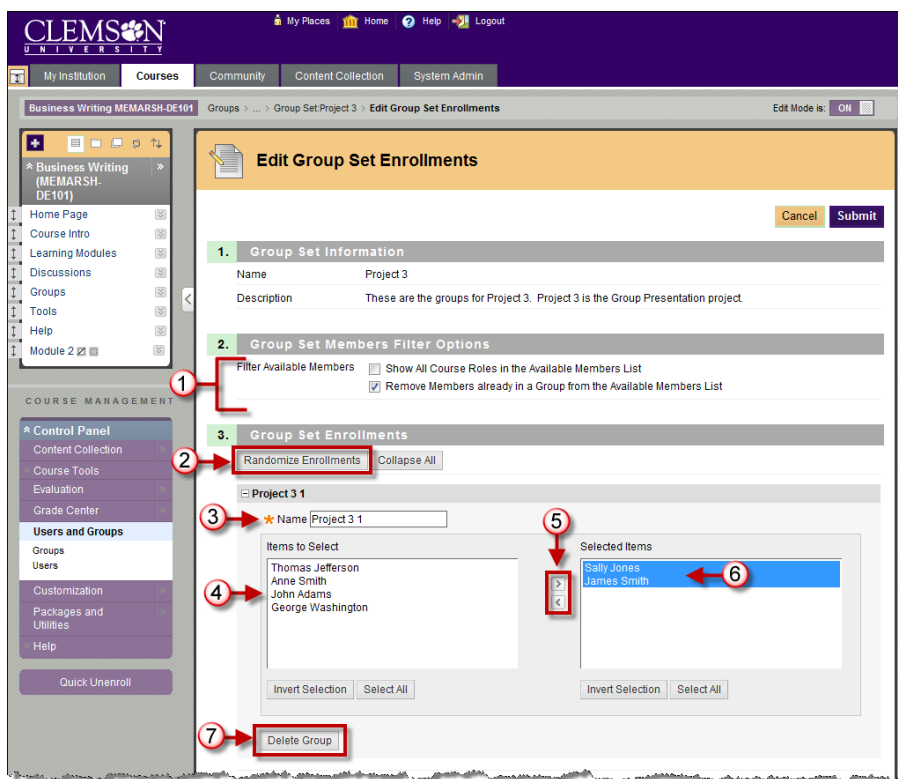 CLEMSON
UNIVERSITY
My Places Home Help Logout
My Institution Courses Community Content Collection System Admin
Business Writing MEMARSH-DE101 Groups > ... > Group Set:Project 3 > Edit Group Set Enrollments Edit Mode is: ON
Business Writing
(MEMARSH-
DE101)
Home Page
Course Intro
Learning Modules
Discussions
Groups
Tools
Help
Module 2
COURSE MANAGEMENT
Control Panel
Content Collection
Course Tools
Evaluation
Grade Center
Users and Groups
Groups
Users
Customization
Packages and
Utilities
Help
Quick Unenroll
Edit Group Set Enrollments
Cancel Submit
1. Group Set Information
Name Project 3
Description These are the groups for Project 3. Project 3 is the Group Presentation project.
2. Group Set Members Filter Options
1
Filter Available Members Show All Course Roles in the Available Members List
Remove Members already in a Group from the Available Members List
3. Group Set Enrollments
2
Randomize Enrollments Collapse All
Project 3 1
3
Name Project 3 1
5
Items to Select
Thomas Jefferson
Anne Smith
John Adams
George Washington
4
Selected Items
Sally Jones
James Smith
6
Invert Selection Select All
Invert Selection Select All
7
Delete Group